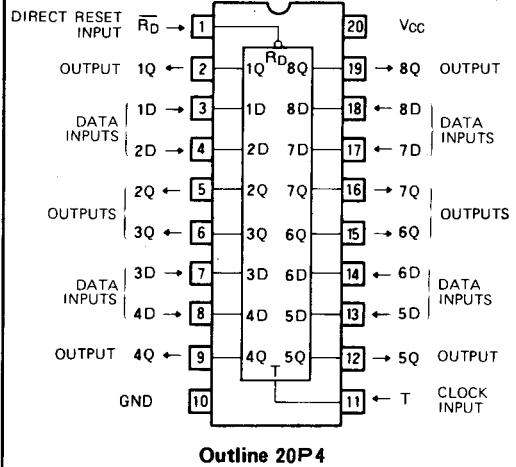 DIRECT RESET INPUT R̅D → 1 20 VCC
RD
OUTPUT 1Q ← 2 1Q 8Q 19 → 8Q OUTPUT
DATA INPUTS 1D → 3 1D 8D 18 ← 8D DATA INPUTS
2D → 4 2D 7D 17 ← 7D
OUTPUTS 2Q ← 5 2Q 7Q 16 → 7Q OUTPUTS
3Q ← 6 3Q 6Q 15 → 6Q
DATA INPUTS 3D → 7 3D 6D 14 ← 6D DATA INPUTS
4D → 8 4D 5D 13 ← 5D
OUTPUT 4Q ← 9 4Q 5Q 12 → 5Q OUTPUT
T
GND 10 11 ← T CLOCK INPUT
Outline 20P4